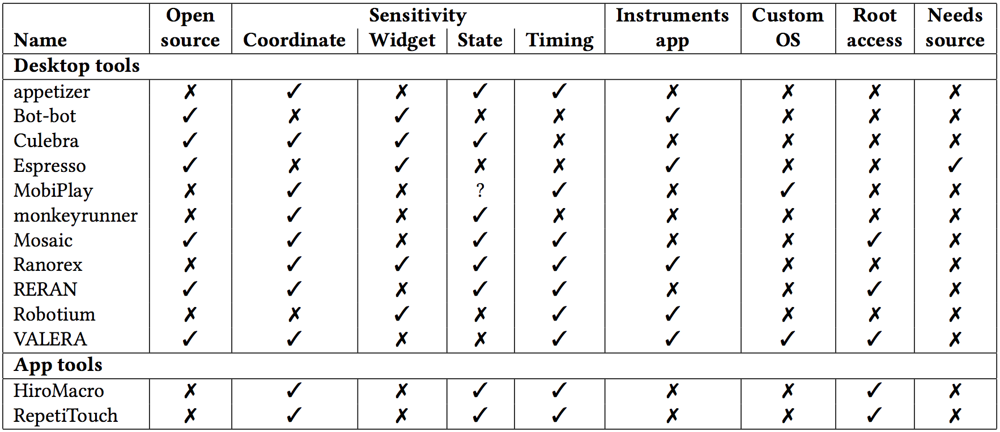 Open Sensitivity Instruments Custom Root Needs
Name source Coordinate Widget State Timing app OS access source
Desktop tools
appetizer ✗ ✓ ✗ ✓ ✓ ✗ ✗ ✗ ✗
Bot-bot ✓ ✗ ✓ ✗ ✗ ✓ ✗ ✗ ✗
Culebra ✓ ✓ ✓ ✓ ✗ ✗ ✗ ✗ ✗
Espresso ✓ ✗ ✓ ✗ ✗ ✓ ✗ ✗ ✓
MobiPlay ✗ ✓ ✗ ? ✓ ✗ ✓ ✗ ✗
monkeyrunner ✗ ✓ ✗ ✓ ✗ ✗ ✗ ✗ ✗
Mosaic ✓ ✓ ✗ ✓ ✓ ✗ ✗ ✓ ✗
Ranorex ✗ ✓ ✓ ✓ ✓ ✓ ✗ ✗ ✗
RERAN ✓ ✓ ✗ ✓ ✓ ✗ ✗ ✓ ✗
Robotium ✗ ✗ ✓ ✗ ✓ ✓ ✗ ✗ ✗
VALERA ✓ ✓ ✗ ✗ ✓ ✓ ✓ ✓ ✗
App tools
HiroMacro ✗ ✓ ✗ ✓ ✓ ✗ ✗ ✓ ✗
RepetiTouch ✗ ✓ ✗ ✓ ✓ ✗ ✗ ✓ ✗